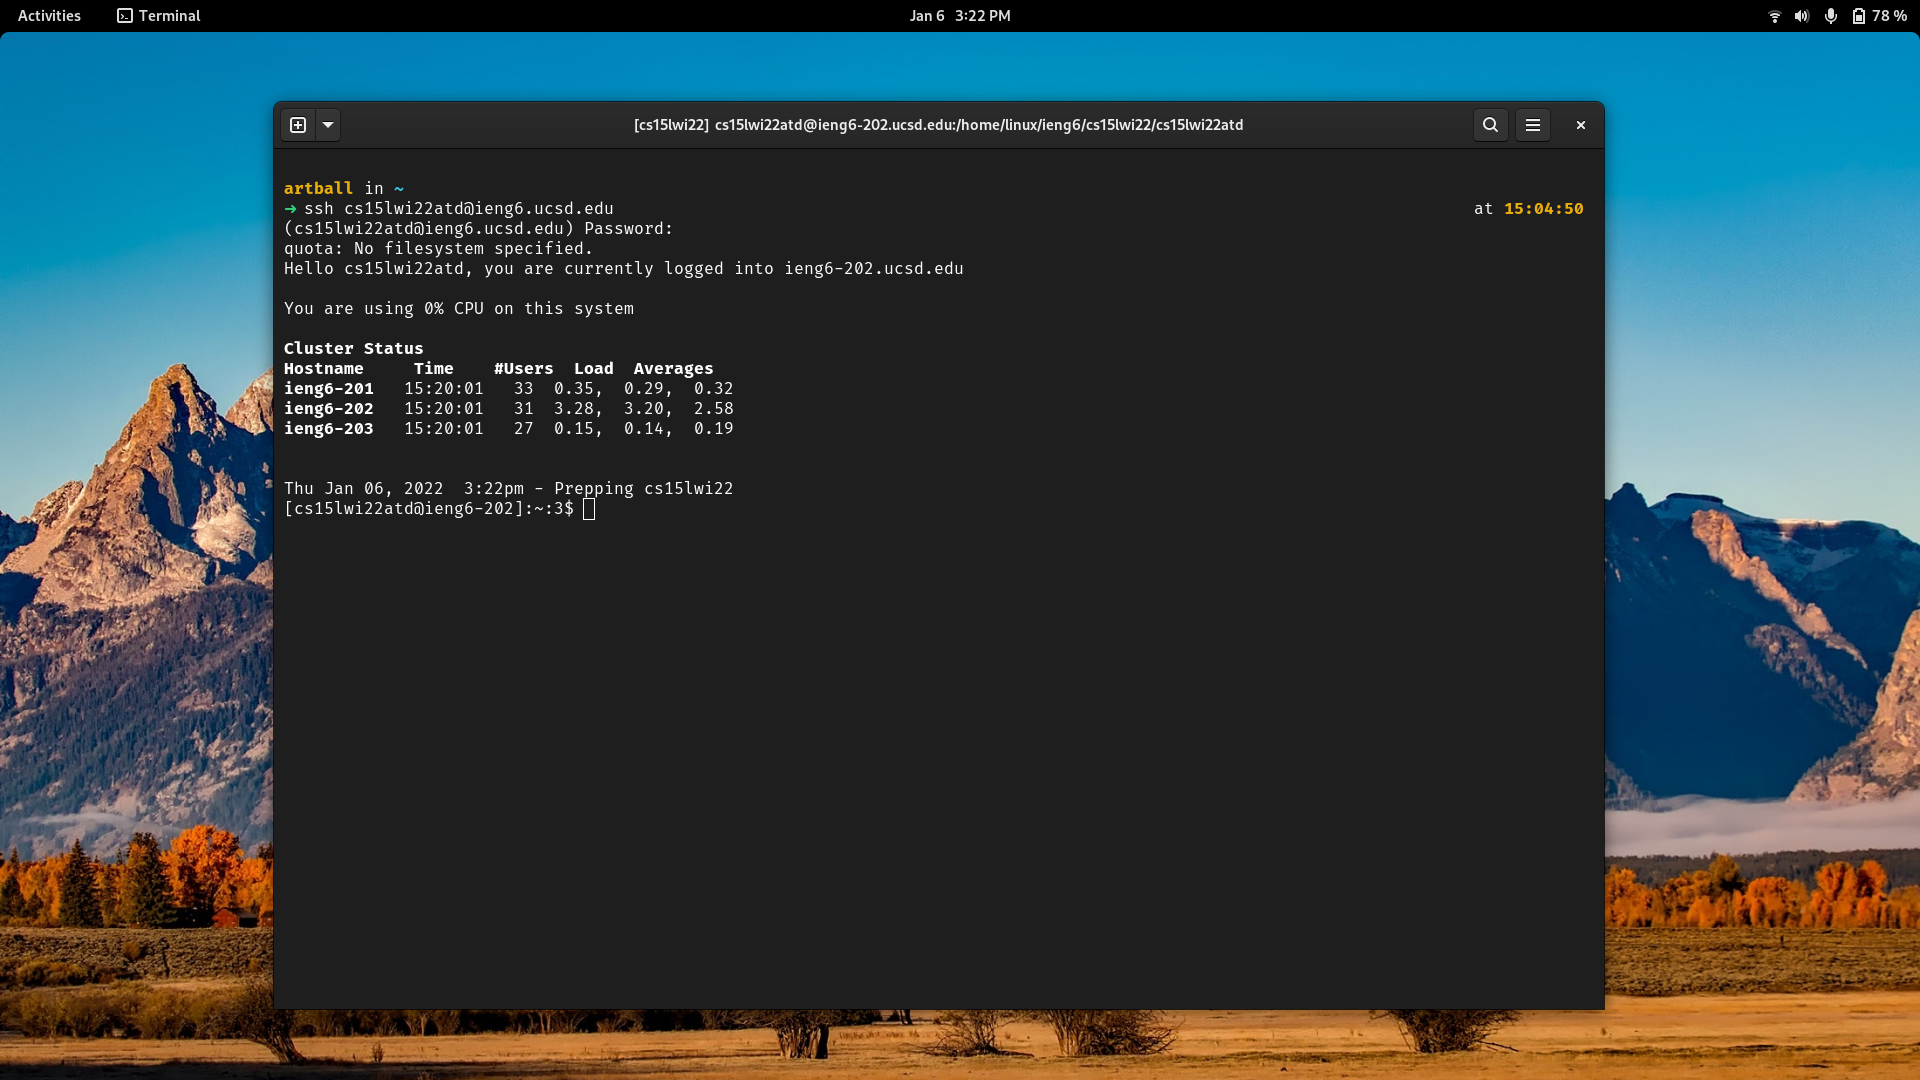 Activities Terminal Jan 6 3:22 PM 78 %
[cs15lwi22] cs15lwi22atd@ieng6-202.ucsd.edu:/home/linux/ieng6/cs15lwi22/cs15lwi22atd
artball in ~
➜ ssh cs15lwi22atd@ieng6.ucsd.edu at 15:04:50
(cs15lwi22atd@ieng6.ucsd.edu) Password:
quota: No filesystem specified.
Hello cs15lwi22atd, you are currently logged into ieng6-202.ucsd.edu
You are using 0% CPU on this system
Cluster Status
Hostname     Time    #Users  Load  Averages
ieng6-201   15:20:01   33  0.35,  0.29,  0.32
ieng6-202   15:20:01   31  3.28,  3.20,  2.58
ieng6-203   15:20:01   27  0.15,  0.14,  0.19
Thu Jan 06, 2022  3:22pm - Prepping cs15lwi22
[cs15lwi22atd@ieng6-202]:~:3$